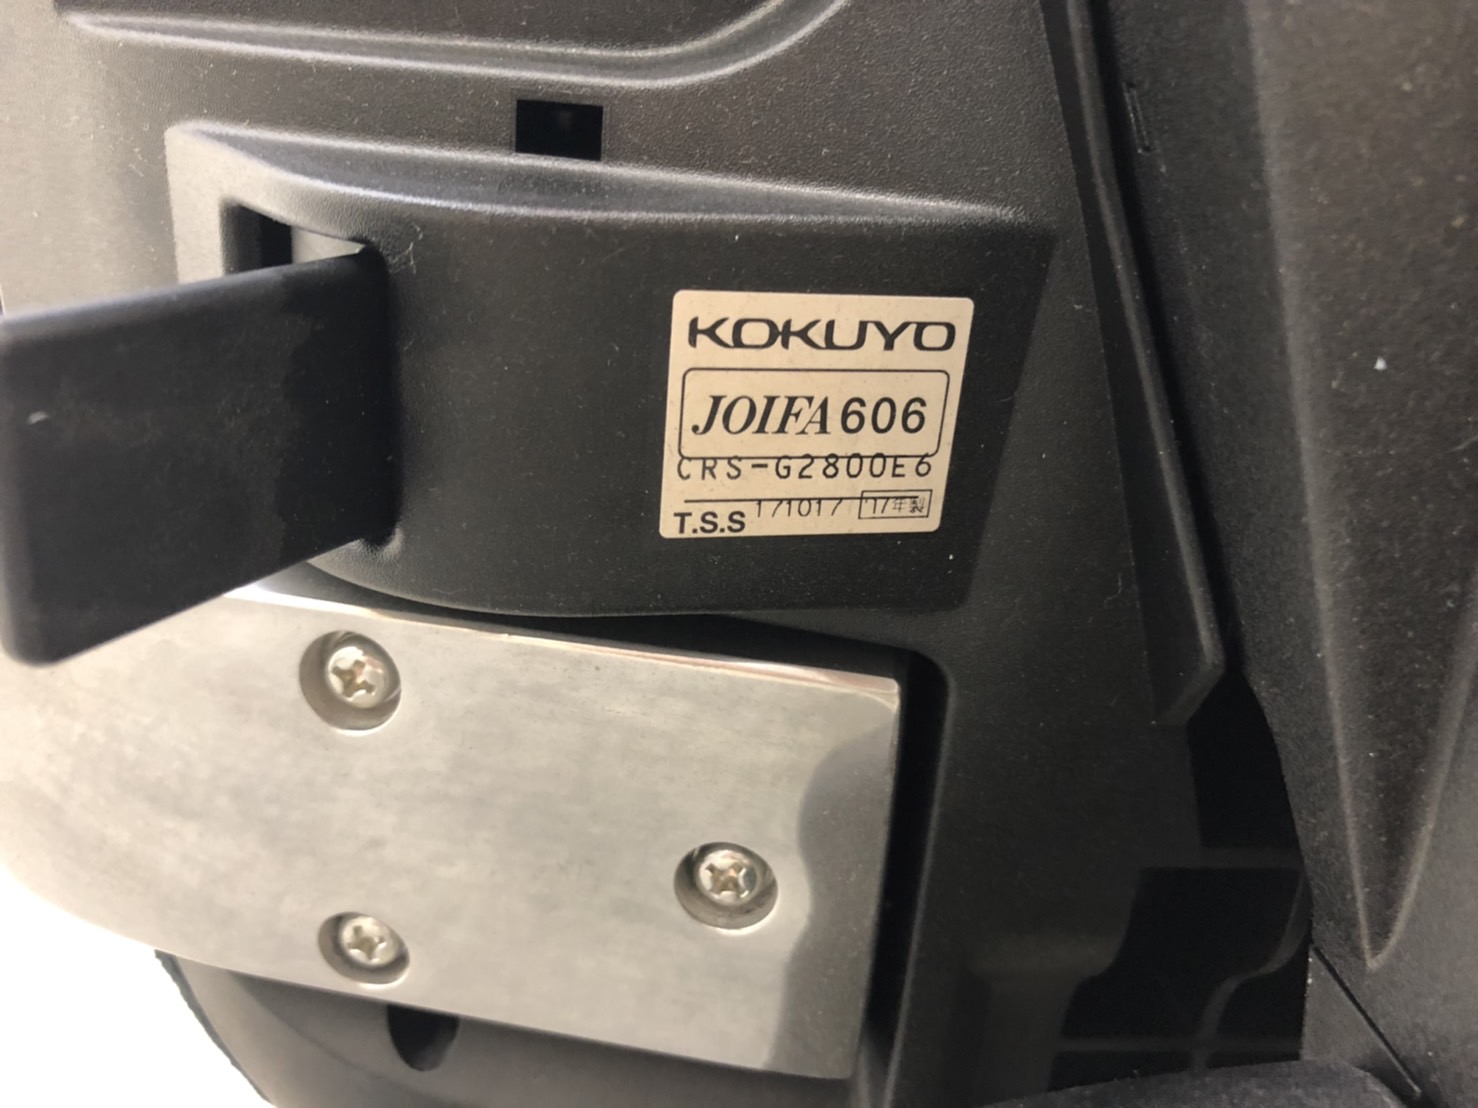 KOKUYO
JOIFA606
CRS-G2800E6
T.S.S 171017 '17年製